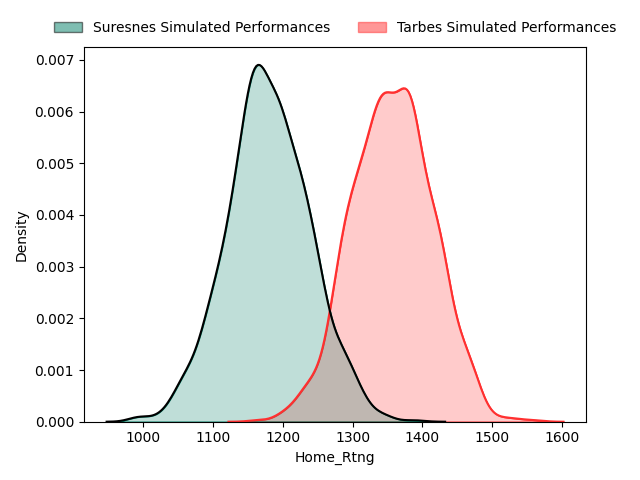 Suresnes Simulated Performances
Tarbes Simulated Performances
0.007
0.006
0.005
0.004
0.003
0.002
0.001
0.000
Density
1000 1100 1200 1300 1400 1500 1600
Home_Rtng